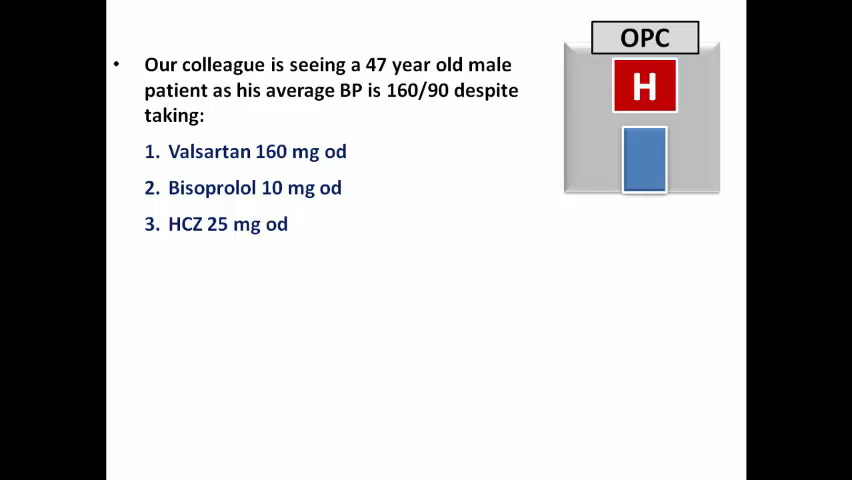 OPC
H
• Our colleague is seeing a 47 year old male
patient as his average BP is 160/90 despite
taking:
1. Valsartan 160 mg od
2. Bisoprolol 10 mg od
3. HCZ 25 mg od